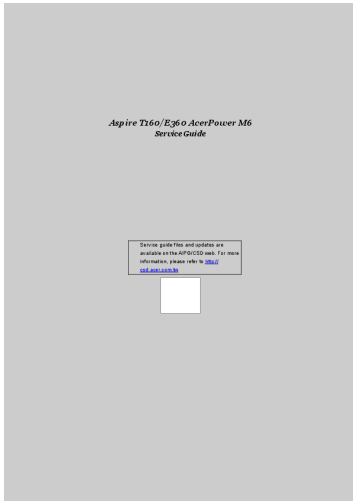 Aspire T160/E360 AcerPower M6
Service Guide
Service guide files and updates are
available on the AIPG/CSD web. For more
information, please refer to http://
csd.acer.com.tw